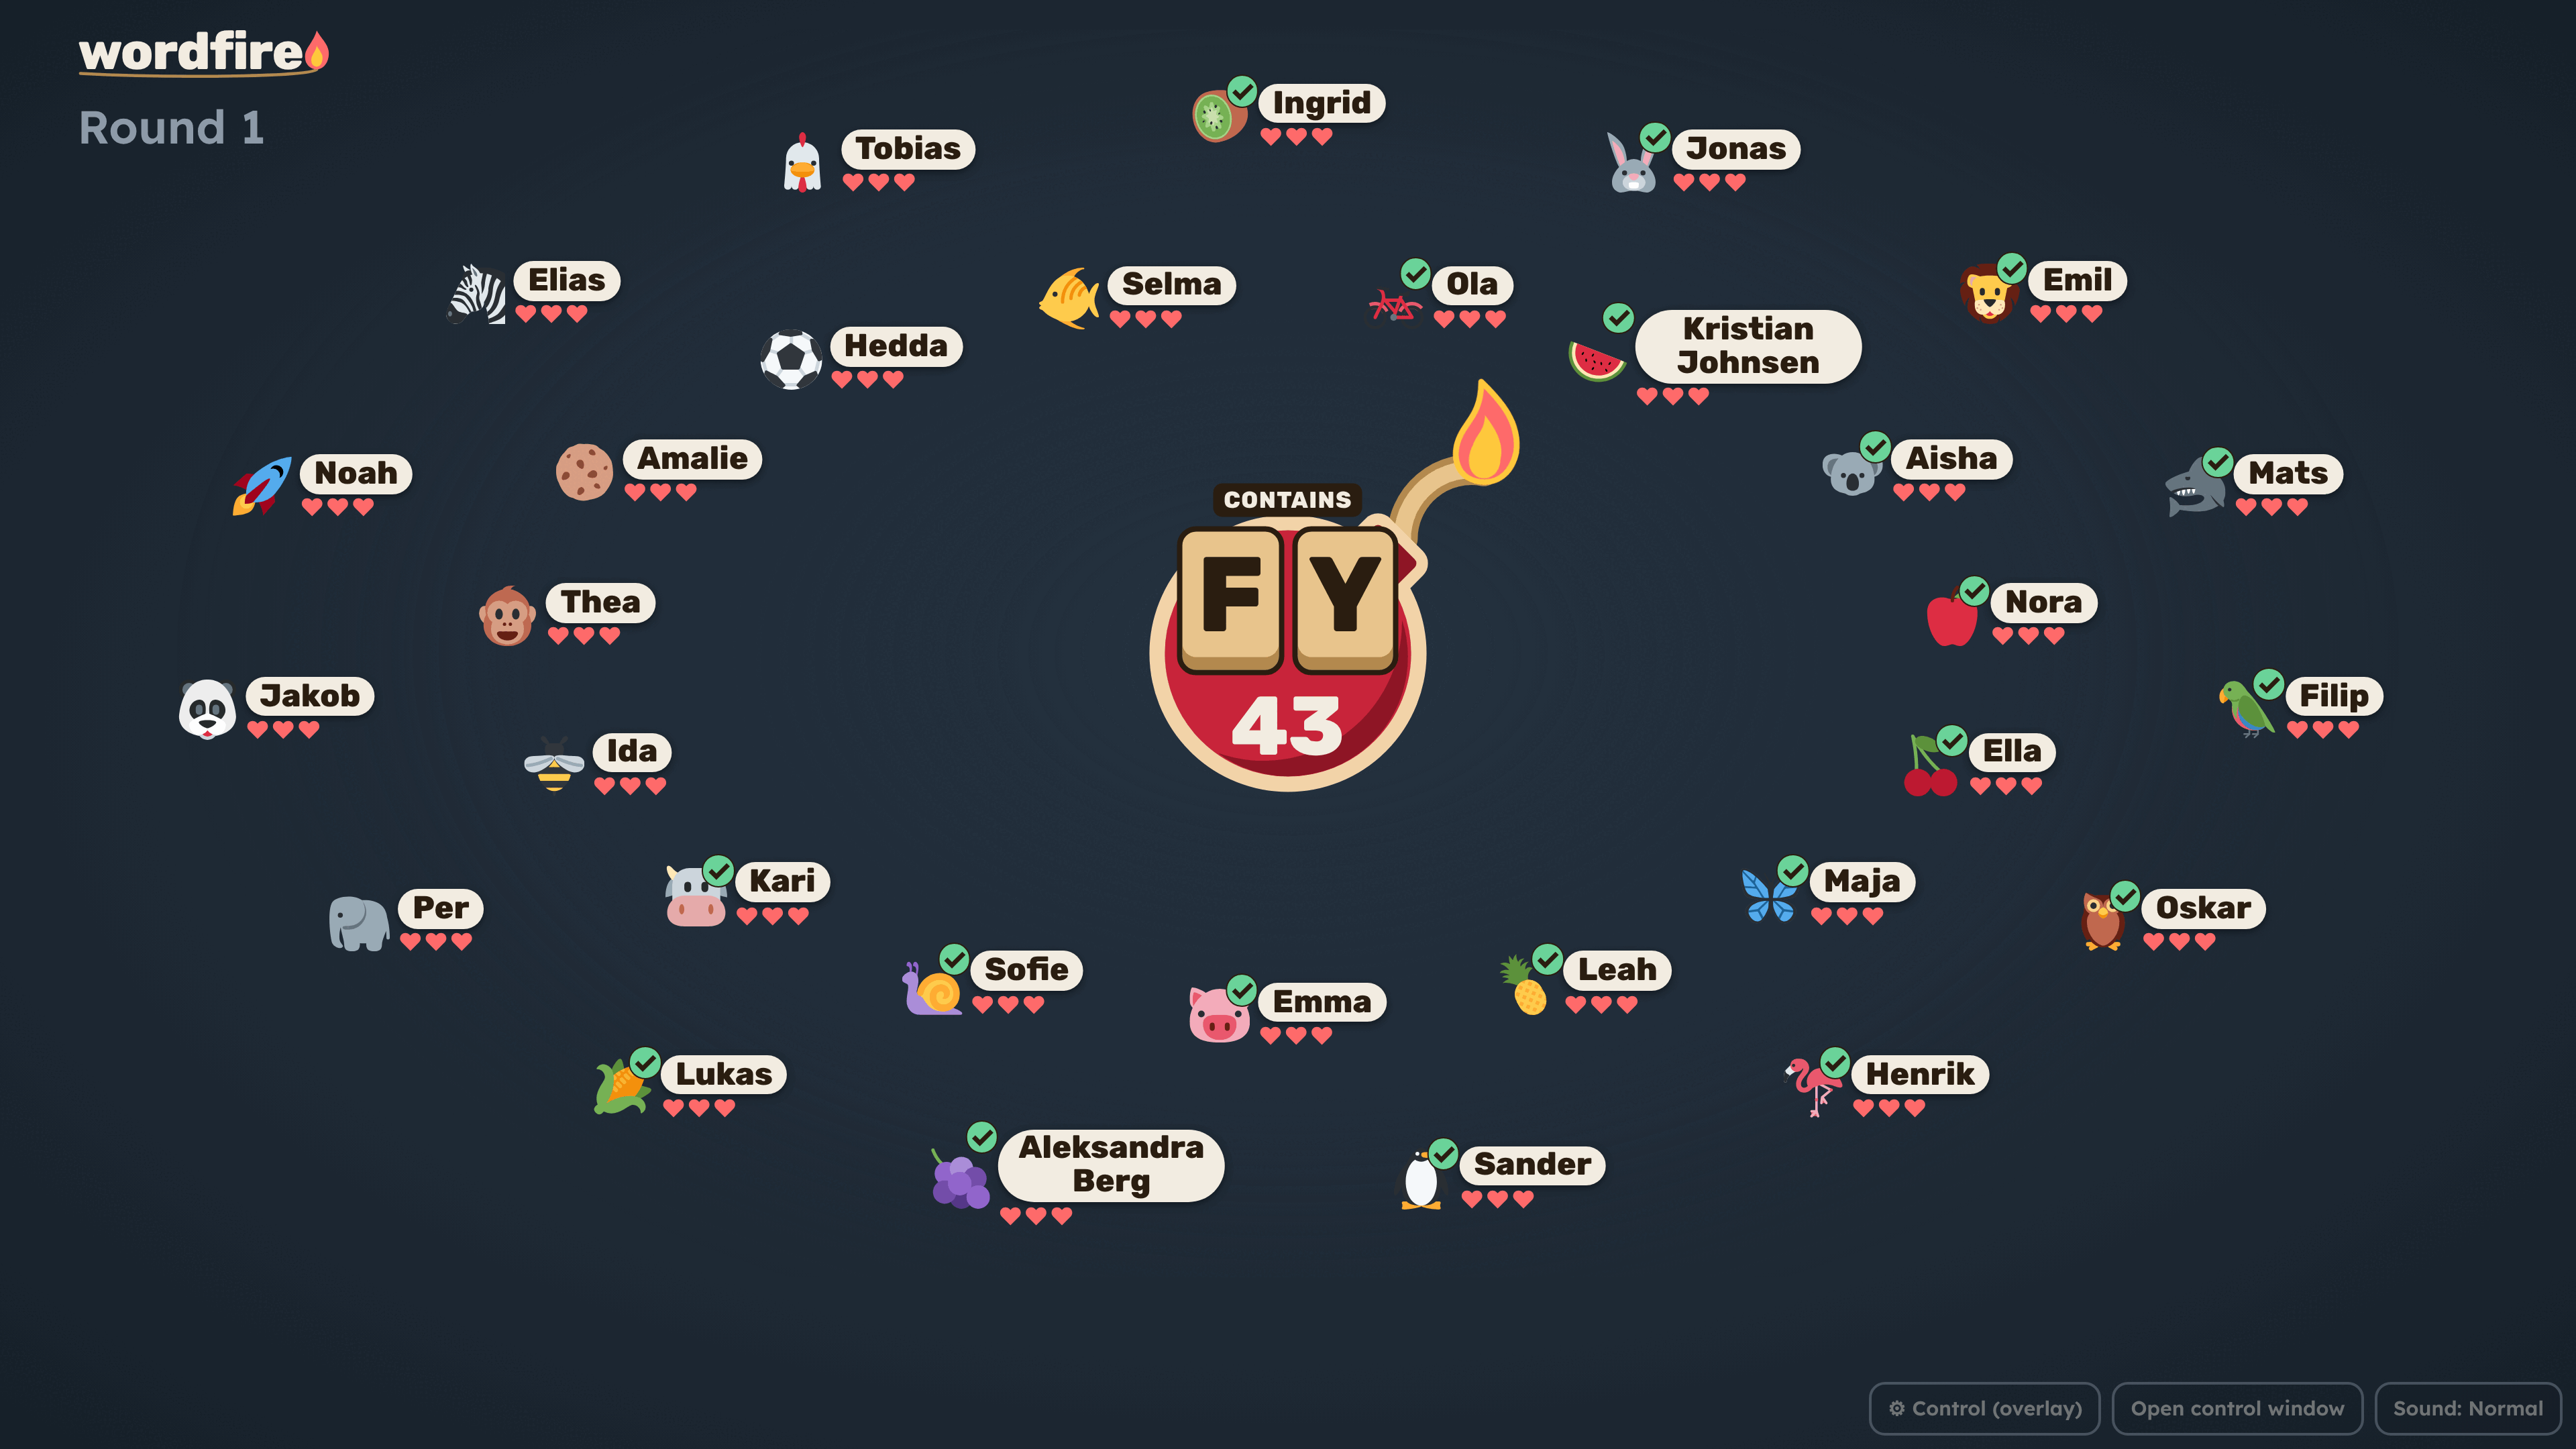 wordfire
Round 1
Ingrid
Tobias
Jonas
Elias
Selma
Ola
Emil
Kristian
Johnsen
Hedda
Noah
Amalie
Aisha
Mats
CONTAINS
FY
43
Thea
Nora
Jakob
Filip
Ida
Ella
Per
Kari
Maja
Oskar
Sofie
Emma
Leah
Lukas
Henrik
Aleksandra
Berg
Sander
Control (overlay)
Open control window
Sound: Normal